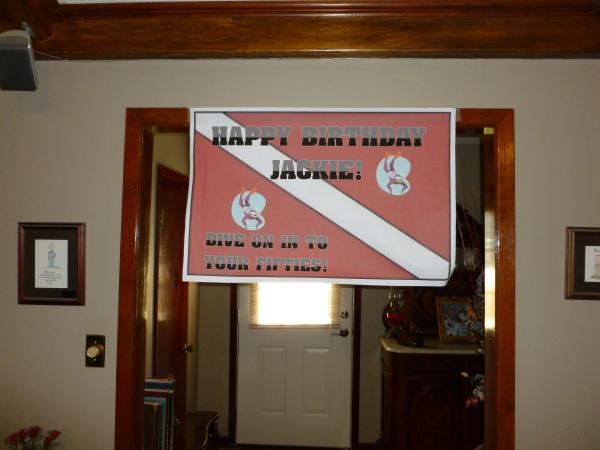 HAPPY BIRTHDAY
JACKIE!
DIVE ON IN TO
YOUR FIFTIES!